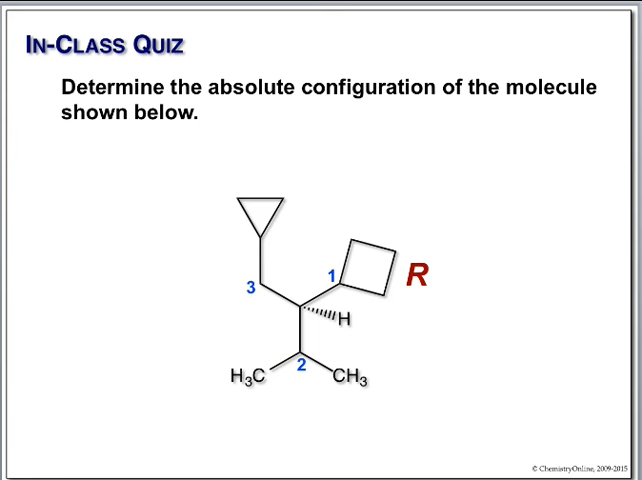 IN-CLASS QUIZ
Determine the absolute configuration of the molecule
shown below.
1
R
3
H
2
H3C
CH3
© ChemistryOnline, 2009-2015